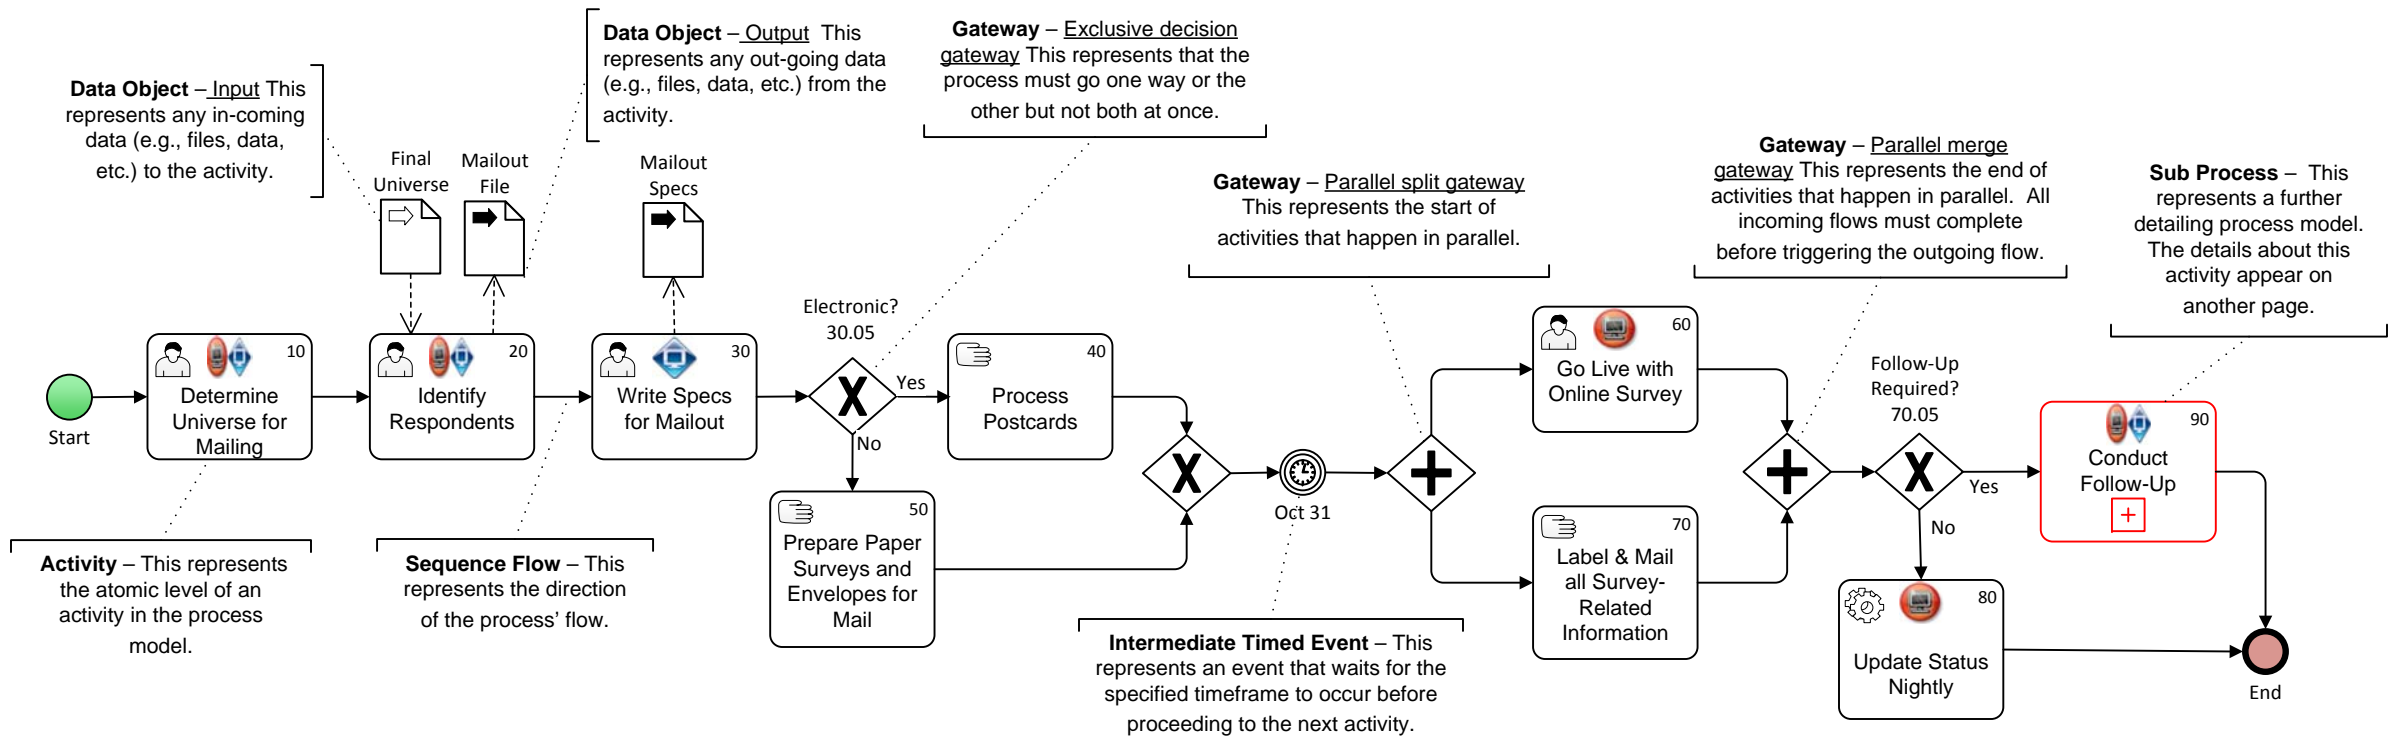 Data Object – Input This
represents any in-coming
data (e.g., files, data,
etc.) to the activity.
Data Object – Output This
represents any out-going data
(e.g., files, data, etc.) from the
activity.
Gateway – Exclusive decision
gateway This represents that the
process must go one way or the
other but not both at once.
Gateway – Parallel split gateway
This represents the start of
activities that happen in parallel.
Gateway – Parallel merge
gateway This represents the end of
activities that happen in parallel. All
incoming flows must complete
before triggering the outgoing flow.
Sub Process – This
represents a further
detailing process model.
The details about this
activity appear on
another page.
Final
Universe
Mailout
File
Mailout
Specs
Start
10
Determine
Universe for
Mailing
20
Identify
Respondents
30
Write Specs
for Mailout
Electronic?
30.05
Yes
No
40
Process
Postcards
50
Prepare Paper
Surveys and
Envelopes for
Mail
Oct 31
60
Go Live with
Online Survey
70
Label & Mail
all Survey-
Related
Information
Follow-Up
Required?
70.05
Yes
No
80
Update Status
Nightly
90
Conduct
Follow-Up
End
Activity – This represents
the atomic level of an
activity in the process
model.
Sequence Flow – This
represents the direction
of the process’ flow.
Intermediate Timed Event – This
represents an event that waits for the
specified timeframe to occur before
proceeding to the next activity.